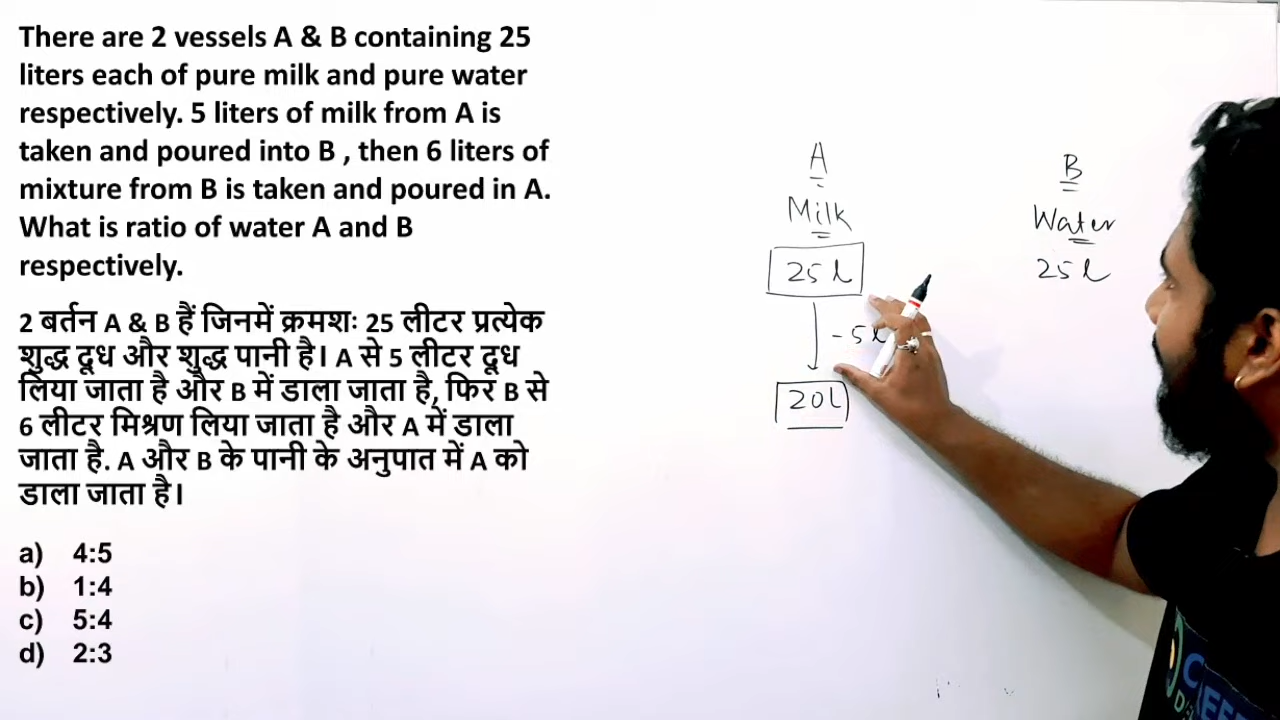 There are 2 vessels A & B containing 25
liters each of pure milk and pure water
respectively. 5 liters of milk from A is
taken and poured into B , then 6 liters of
mixture from B is taken and poured in A.
What is ratio of water A and B
respectively.
2 बर्तन A & B हैं जिनमें क्रमशः 25 लीटर प्रत्येक
शुद्ध दूध और शुद्ध पानी है। A से 5 लीटर दूध
लिया जाता है और B में डाला जाता है, फिर B से
6 लीटर मिश्रण लिया जाता है और A में डाला
जाता है. A और B के पानी के अनुपात में A को
डाला जाता है।
a) 4:5
b) 1:4
c) 5:4
d) 2:3
A
Milk
25 l
- 5 l
20l
B
Water
25 l